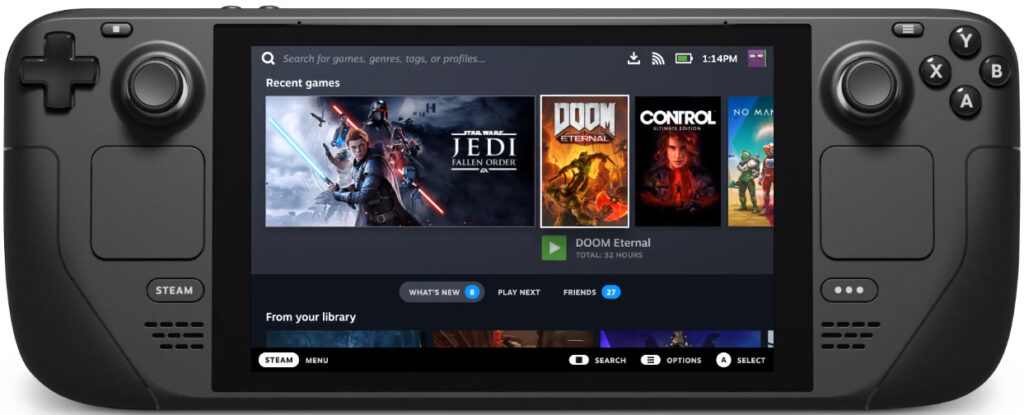 Search for games, genres, tags, or profiles...
1:14PM
Recent games
STAR WARS
JEDI
FALLEN ORDER
EA
DOOM
ETERNAL
CONTROL
ULTIMATE EDITION
NO MAN
DOOM Eternal
TOTAL: 32 HOURS
WHAT'S NEW 8
PLAY NEXT
FRIENDS 27
From your library
STEAM MENU
SEARCH
OPTIONS
A SELECT
STEAM
Y
X
B
A